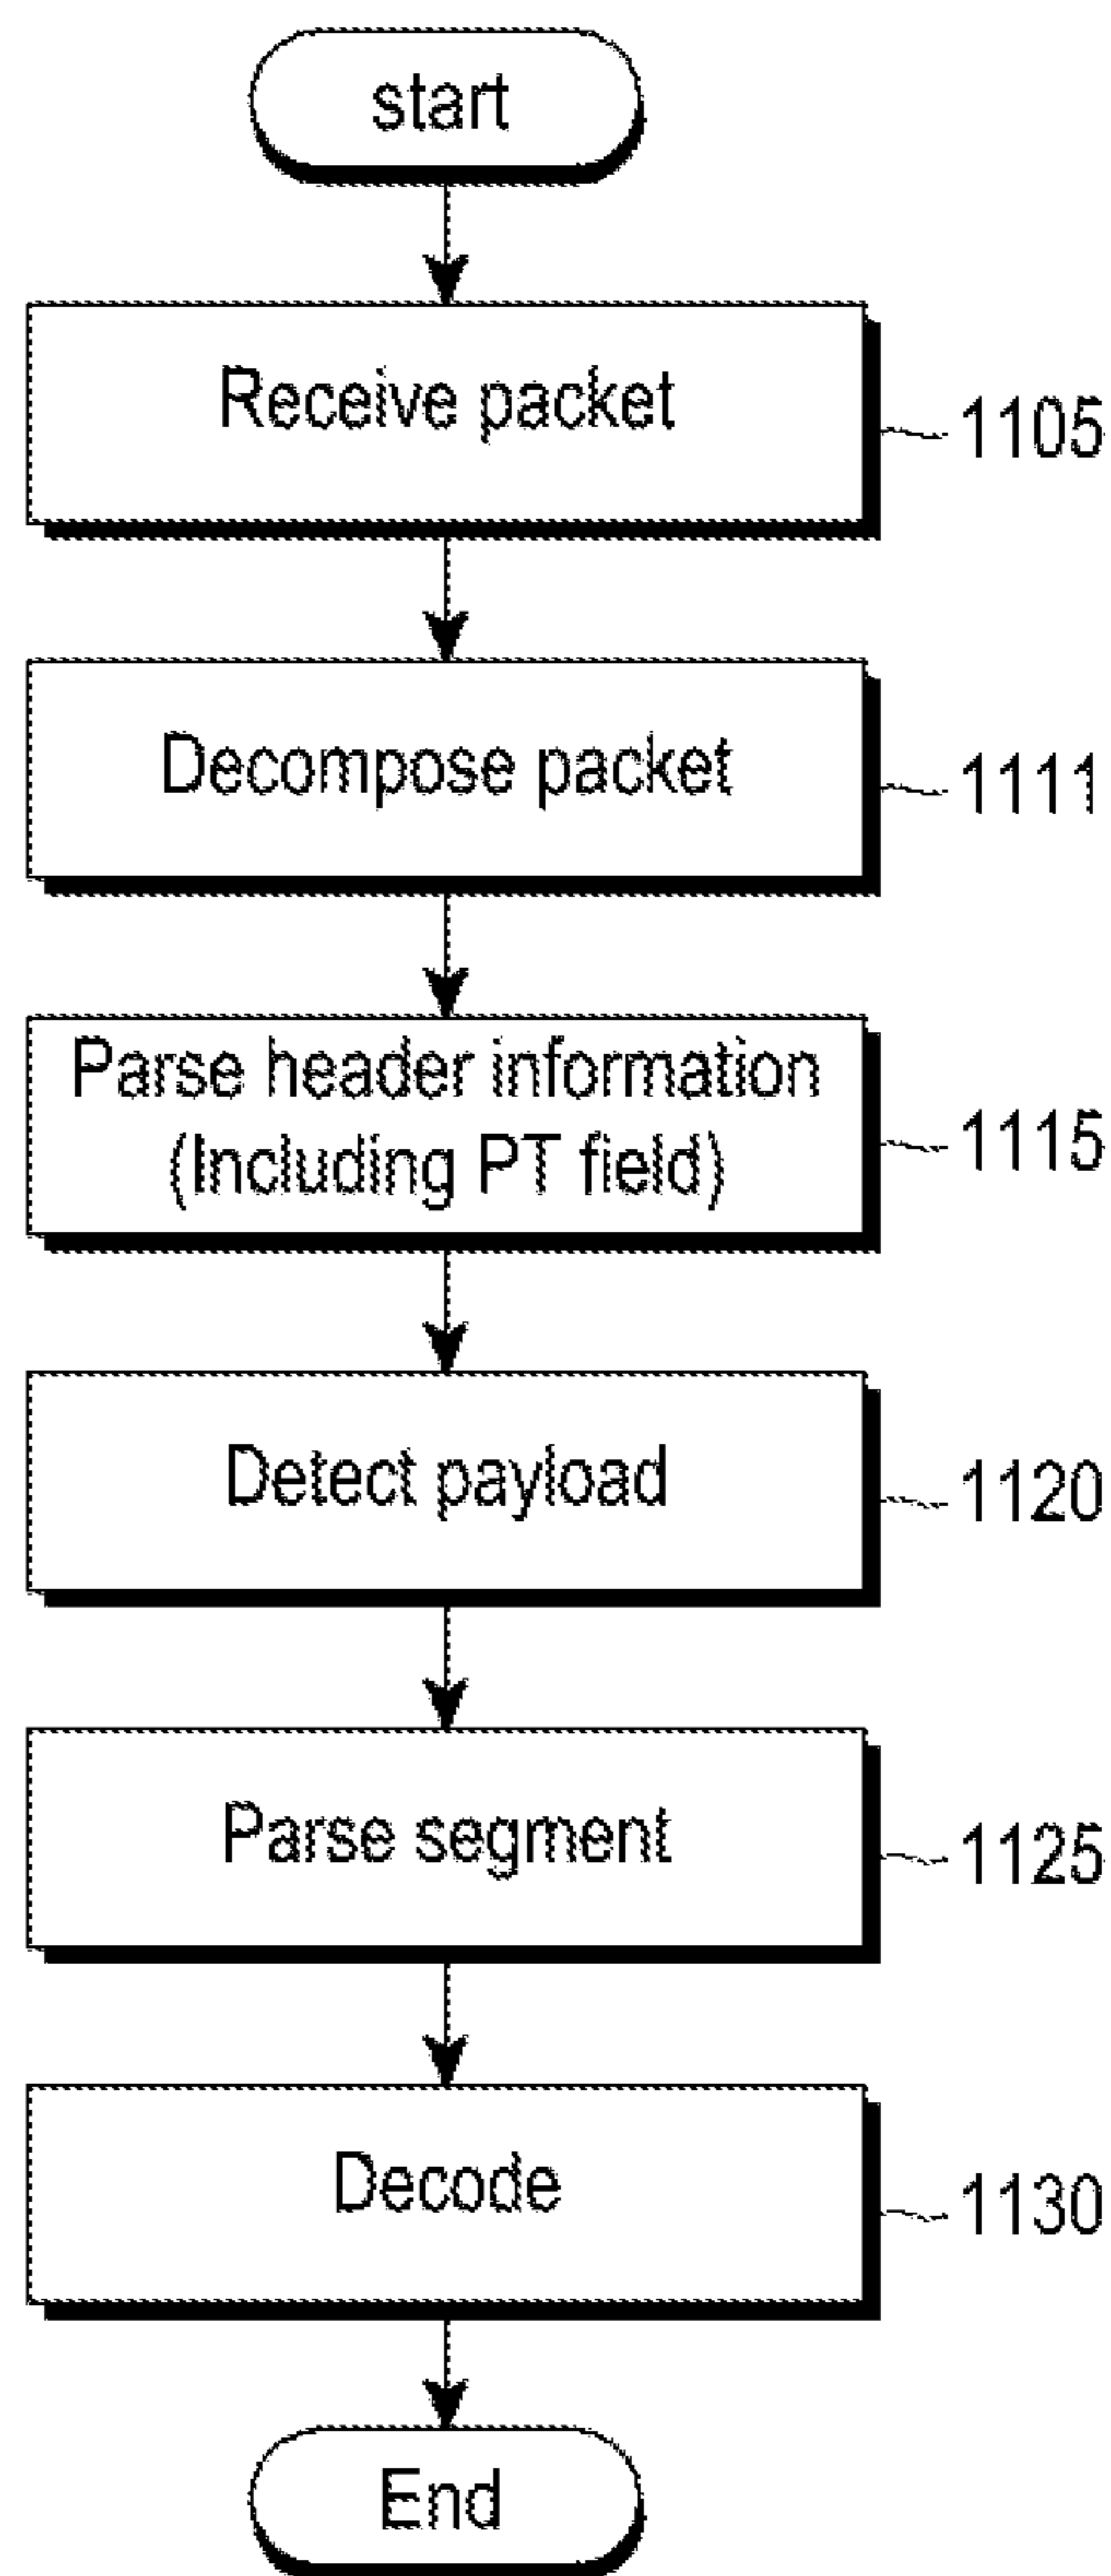 start
Receive packet
1105
Decompose packet
1111
Parse header information
(Including PT field)
1115
Detect payload
1120
Parse segment
1125
Decode
1130
End